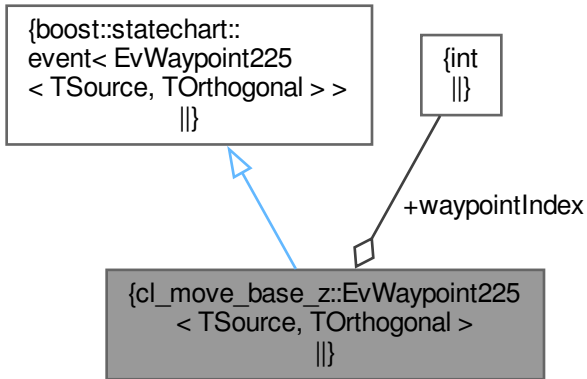 {boost::statechart::
event< EvWaypoint225
< TSource, TOrthogonal > >
||}
{int
||}
+waypointIndex
{cl_move_base_z::EvWaypoint225
< TSource, TOrthogonal >
||}